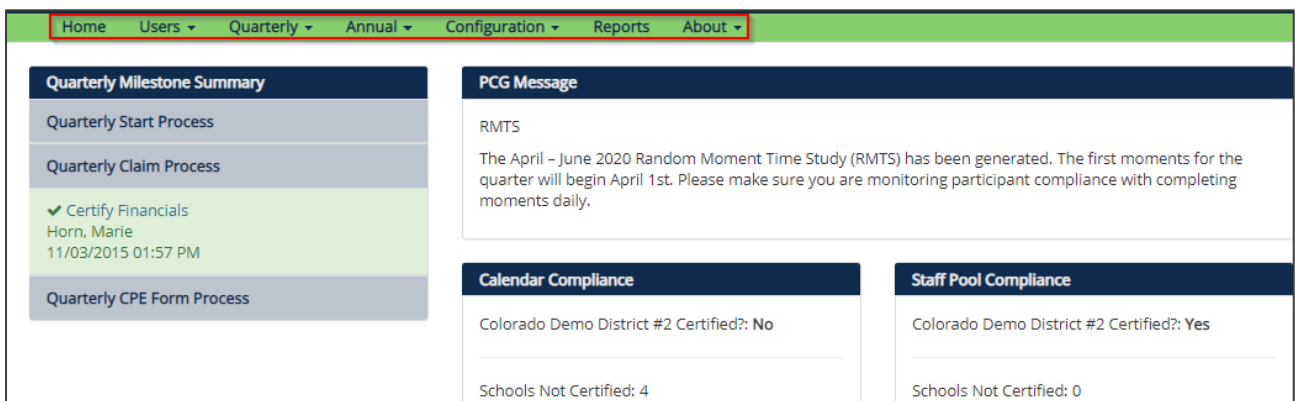 Home Users Quarterly Annual Configuration Reports About
Quarterly Milestone Summary
Quarterly Start Process
Quarterly Claim Process
Certify Financials
Horn, Marie
11/03/2015 01:57 PM
Quarterly CPE Form Process
PCG Message
RMTS
The April – June 2020 Random Moment Time Study (RMTS) has been generated. The first moments for the
quarter will begin April 1st. Please make sure you are monitoring participant compliance with completing
moments daily.
Calendar Compliance
Colorado Demo District #2 Certified?: No
Schools Not Certified: 4
Staff Pool Compliance
Colorado Demo District #2 Certified?: Yes
Schools Not Certified: 0